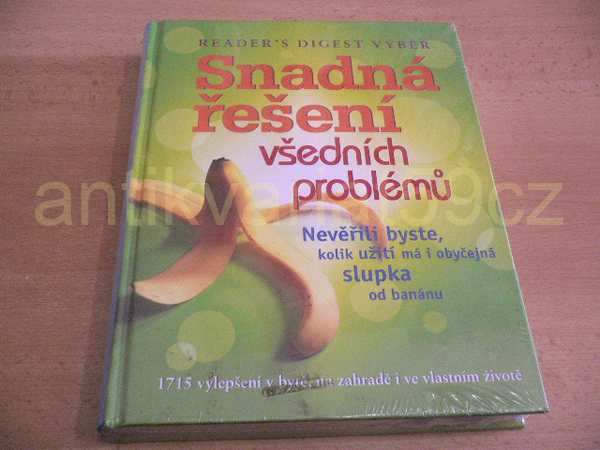 READER'S DIGEST VÝBĚR
Snadná
řešení
všedních
problémů
antikvariat99cz
Nevěřili byste,
kolik užití má i obyčejná
slupka
od banánu
1715 vylepšení v bytě, na zahradě i ve vlastním životě